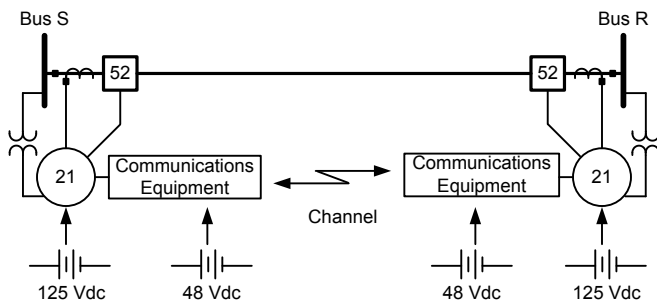 Bus S
Bus R
52
52
21
Communications
Equipment
Channel
Communications
Equipment
21
125 Vdc
48 Vdc
48 Vdc
125 Vdc